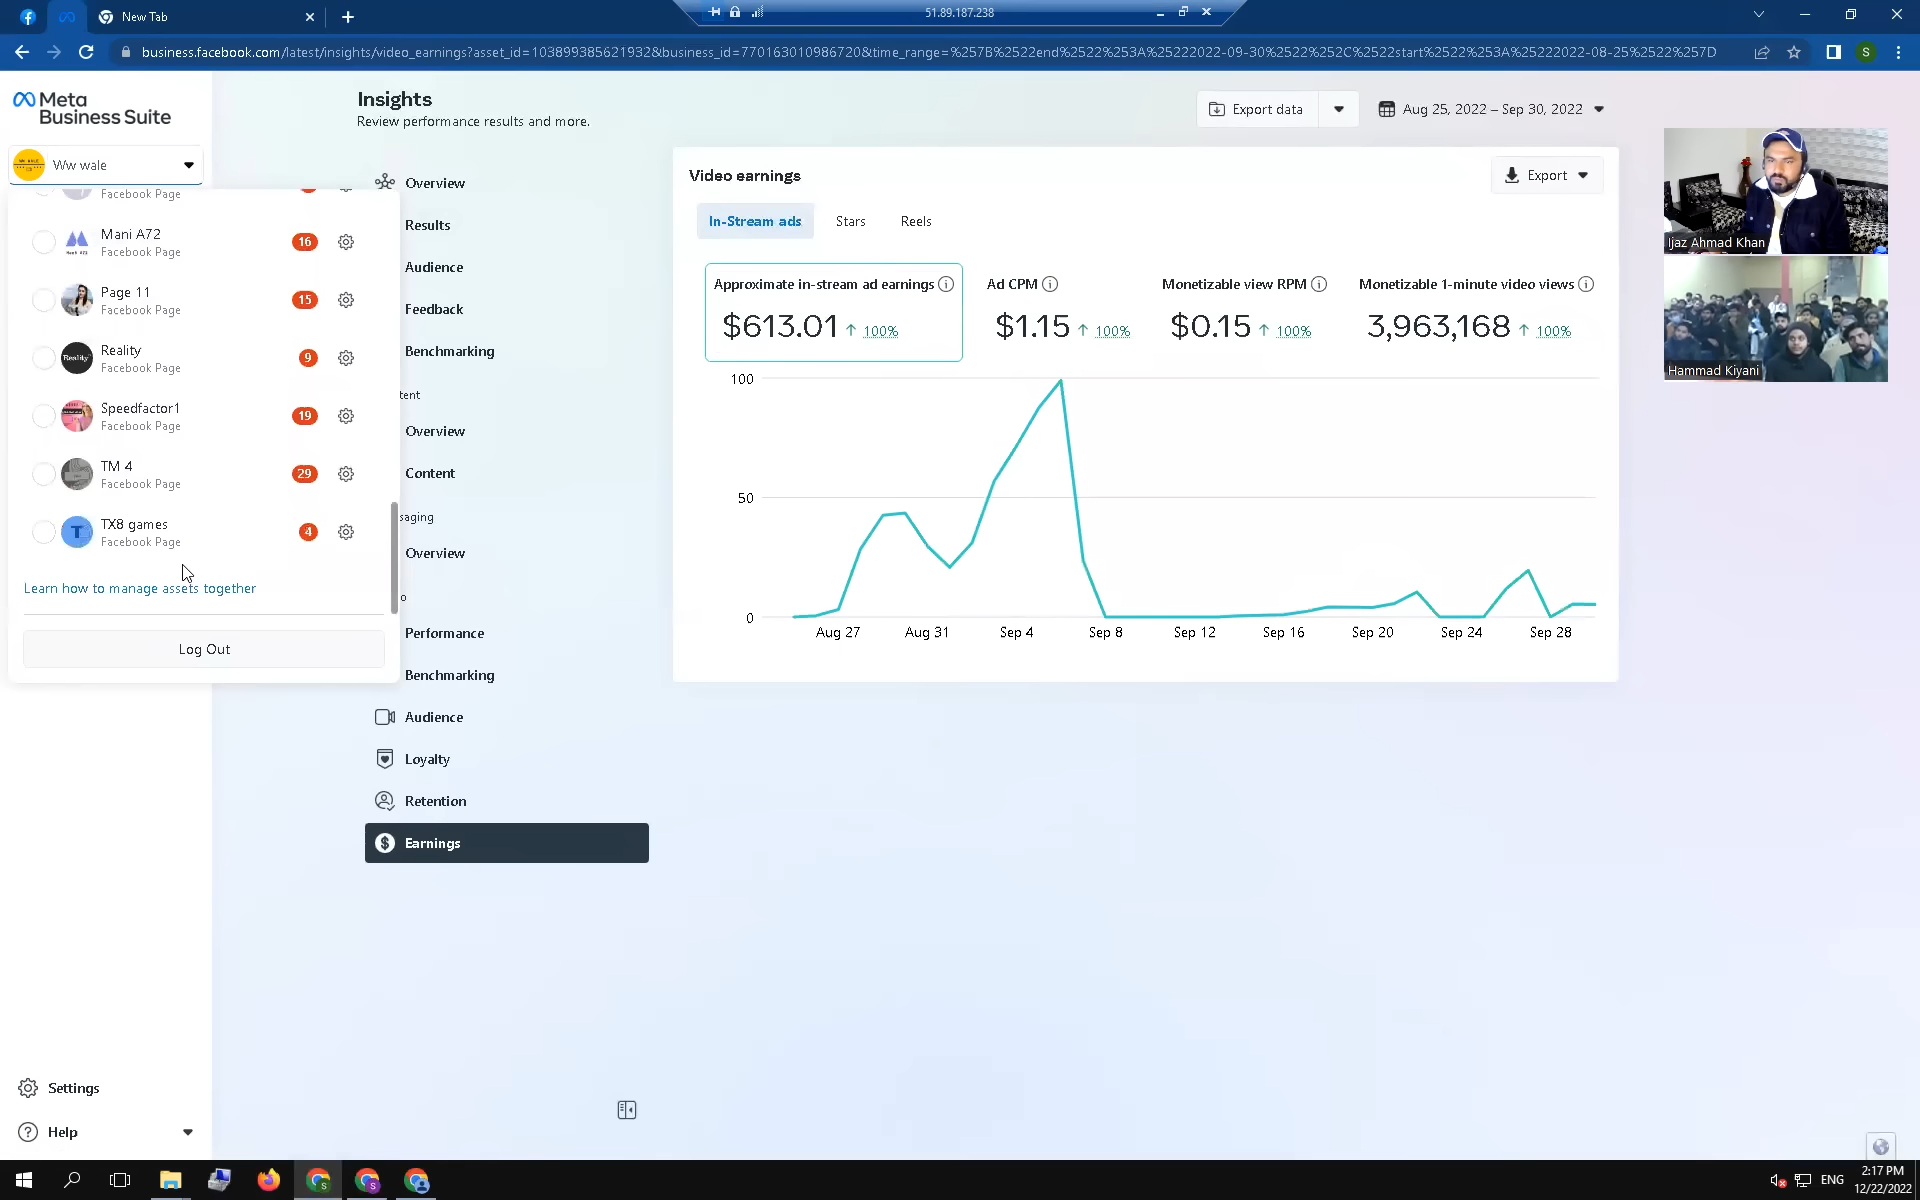 New Tab
51.89.187.238
business.facebook.com/latest/insights/video_earnings?asset_id=103899385621932&business_id=770163010986720&time_range=%257B%2522end%2522%253A%25222022-09-30%2522%252C%2522start%2522%253A%25222022-08-25%2522%257D
S
Meta
Business Suite
Ww wale
Facebook Page
Mani A72
Facebook Page
16
Page 11
Facebook Page
15
Reality
Facebook Page
9
Speedfactor1
Facebook Page
19
TM 4
Facebook Page
29
TX8 games
Facebook Page
4
Learn how to manage assets together
Log Out
Settings
Help
Insights
Review performance results and more.
Export data
Aug 25, 2022 – Sep 30, 2022
Overview
Results
Audience
Feedback
Benchmarking
tent
Overview
Content
saging
Overview
o
Performance
Benchmarking
Audience
Loyalty
Retention
Earnings
Video earnings
Export
In-Stream ads
Stars
Reels
Approximate in-stream ad earnings
$613.01 100%
Ad CPM
$1.15 100%
Monetizable view RPM
$0.15 100%
Monetizable 1-minute video views
3,963,168 100%
100
50
0
Aug 27
Aug 31
Sep 4
Sep 8
Sep 12
Sep 16
Sep 20
Sep 24
Sep 28
Ijaz Ahmad Khan
Hammad Kiyani
ENG
2:17 PM
12/22/2022